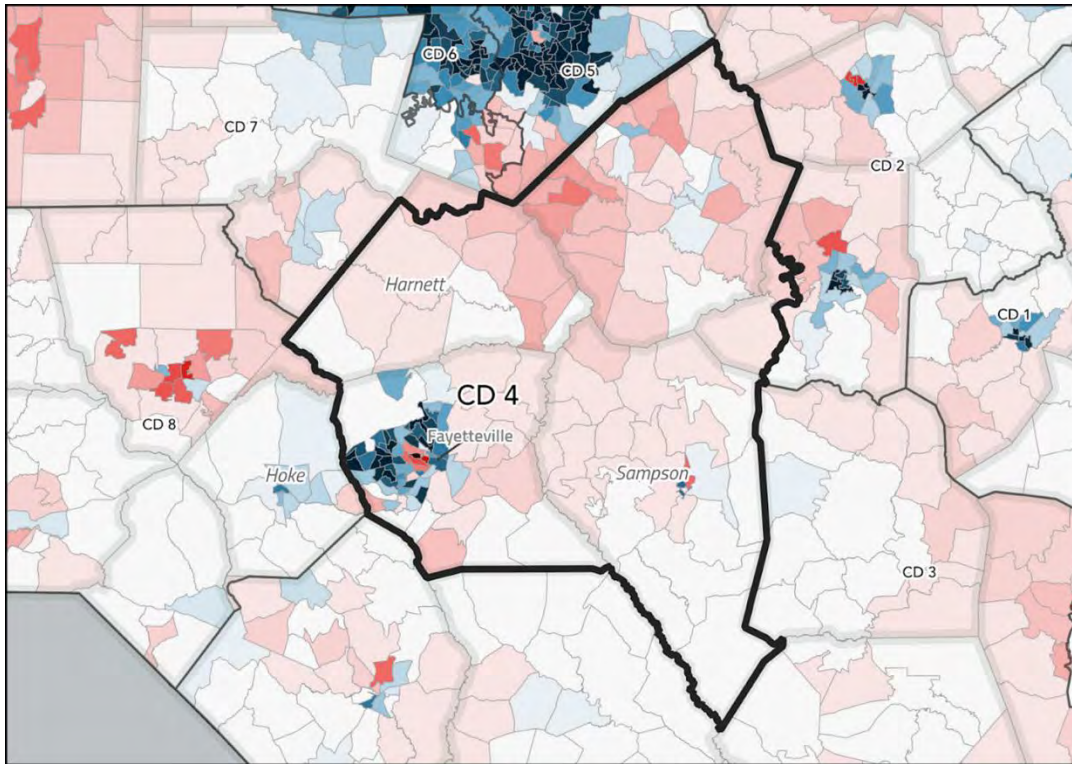 CD 6
CD 5
CD 7
CD 2
Harnett
CD 1
CD 4
CD 8
Fayetteville
Hoke
Sampson
CD 3